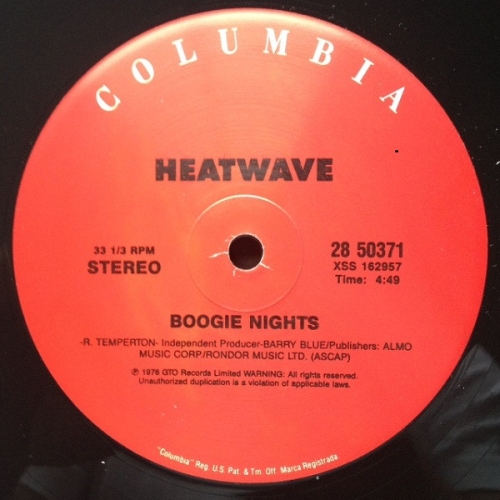 COLUMBIA
HEATWAVE
33 1/3 RPM
STEREO
28 50371
XSS 162957
Time: 4:49
BOOGIE NIGHTS
-R. TEMPERTON- Independent Producer-BARRY BLUE/Publishers: ALMO
MUSIC CORP/RONDOR MUSIC LTD. (ASCAP)
℗ 1976 GTO Records Limited WARNING: All rights reserved.
Unauthorized duplication is a violation of applicable laws.
"Columbia" Reg. U.S. Pat. & Tm. Off. Marca Registrada